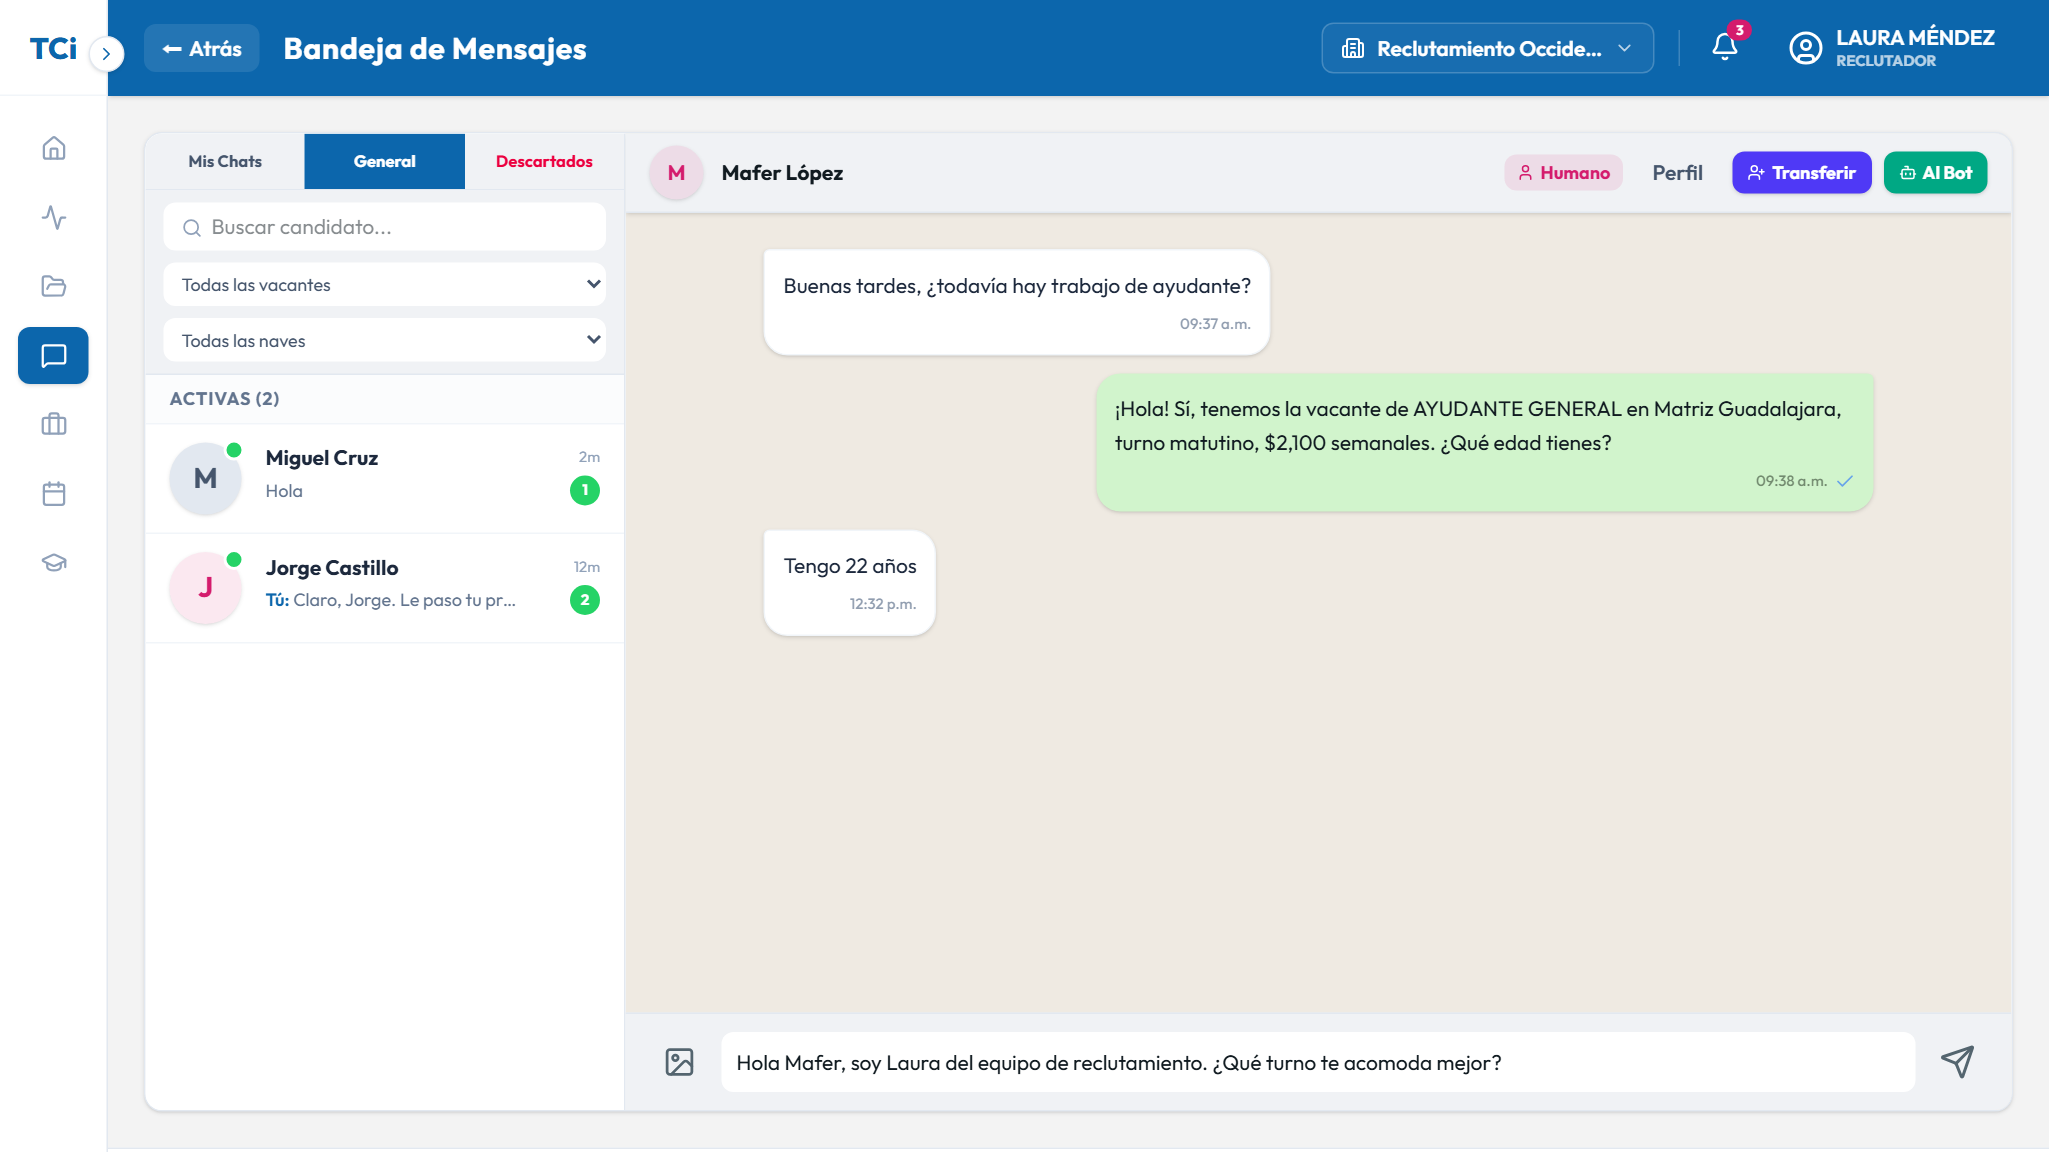 TCi
← Atrás
Bandeja de Mensajes
Reclutamiento Occide...
3
LAURA MÉNDEZ
RECLUTADOR
Mis Chats
General
Descartados
Buscar candidato...
Todas las vacantes
Todas las naves
ACTIVAS (2)
M
Miguel Cruz
2m
Hola
1
J
Jorge Castillo
12m
Tú: Claro, Jorge. Le paso tu pr...
2
M
Mafer López
Humano
Perfil
Transferir
AI Bot
Buenas tardes, ¿todavía hay trabajo de ayudante?
09:37 a.m.
¡Hola! Sí, tenemos la vacante de AYUDANTE GENERAL en Matriz Guadalajara,
turno matutino, $2,100 semanales. ¿Qué edad tienes?
09:38 a.m.
Tengo 22 años
12:32 p.m.
Hola Mafer, soy Laura del equipo de reclutamiento. ¿Qué turno te acomoda mejor?